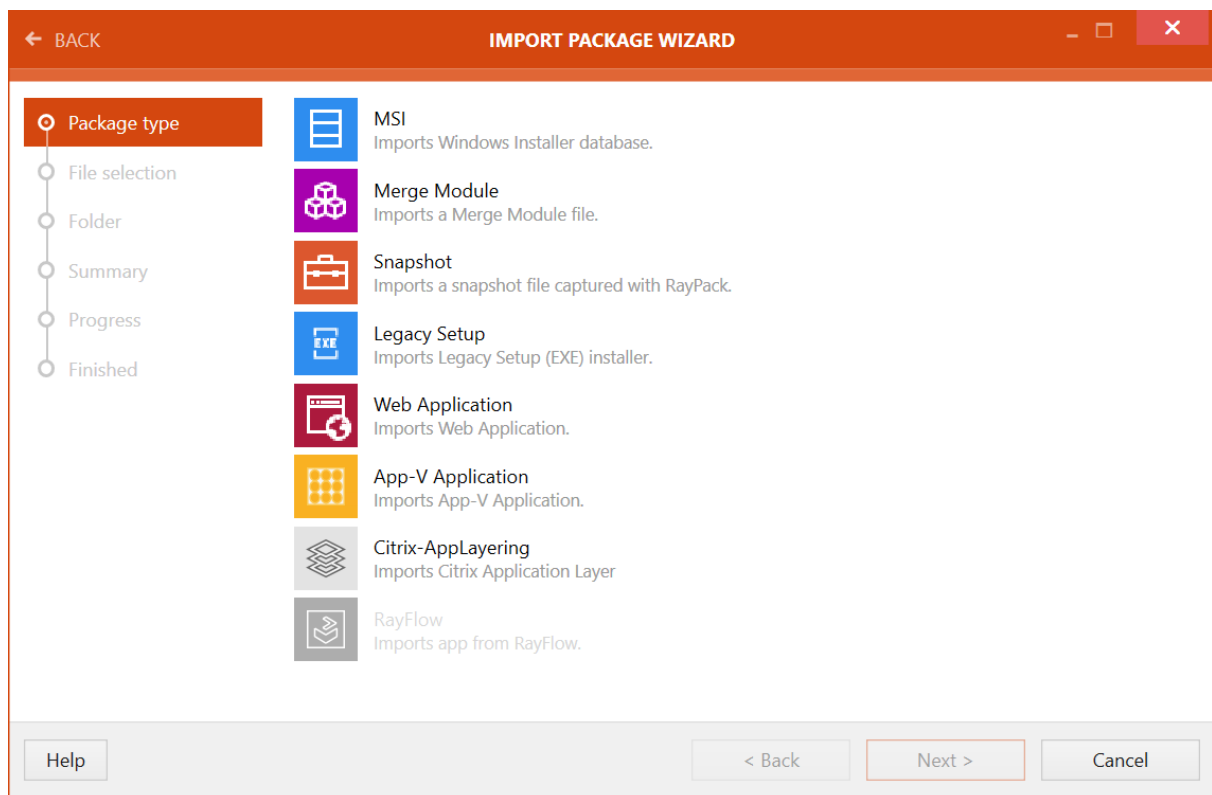 BACK
IMPORT PACKAGE WIZARD
Package type
File selection
Folder
Summary
Progress
Finished
MSI
Imports Windows Installer database.
Merge Module
Imports a Merge Module file.
Snapshot
Imports a snapshot file captured with RayPack.
EXE
Legacy Setup
Imports Legacy Setup (EXE) installer.
Web Application
Imports Web Application.
App-V Application
Imports App-V Application.
Citrix-AppLayering
Imports Citrix Application Layer
RayFlow
Imports app from RayFlow.
Help
< Back
Next >
Cancel